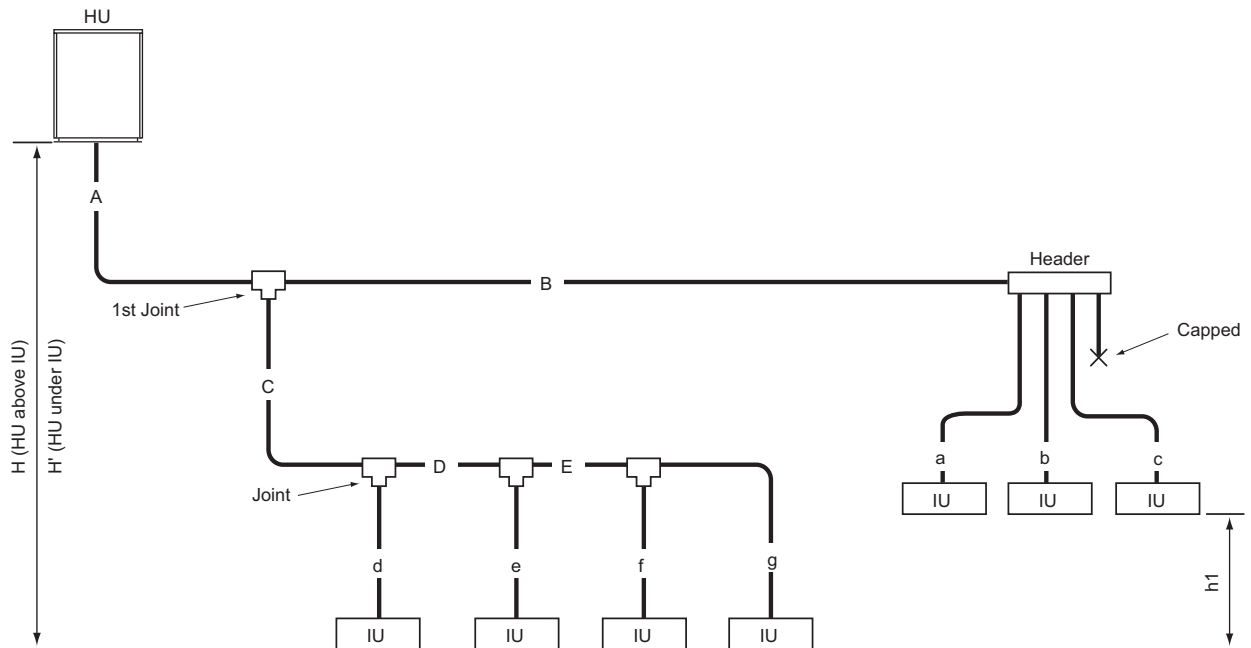 HU
A
Header
B
1st Joint
Capped
H (HU above IU)
H' (HU under IU)
C
a
b
c
D
E
Joint
IU
IU
IU
d
e
f
g
h1
IU
IU
IU
IU